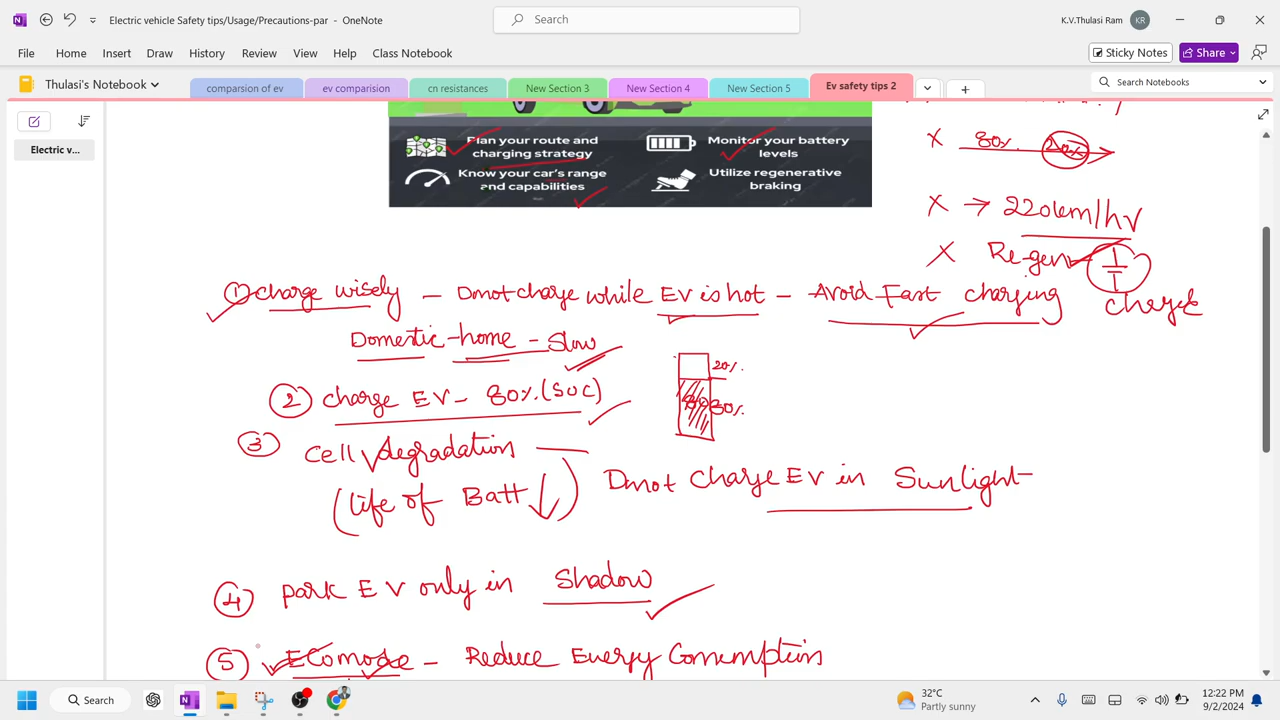 Electric vehicle Safety tips/Usage/Precautions-par - OneNote
Search
K.V.Thulasi Ram
KR
File Home Insert Draw History Review View Help Class Notebook
Sticky Notes
Share
Thulasi's Notebook
comparsion of ev
ev comparision
cn resistances
New Section 3
New Section 4
New Section 5
Ev safety tips 2
Search Notebooks
Electric v...
Plan your route and
charging strategy
Monitor your battery
levels
Know your car's range
and capabilities
Utilize regenerative
braking
X 80% 20%
X → 220km/hr
X Re-gen
charge
① charge wisely - Donot charge while EV is hot - Avoid Fast charging
Domestic-home - Slow
② charge EV - 80% (SOC)
20%
80%
③ cell degradation
(life of Batt ↓)
Donot charge EV in Sunlight
④ park EV only in Shadow
⑤ Ecomode - Reduce Energy Consumption
Search
32°C
Partly sunny
12:22 PM
9/2/2024